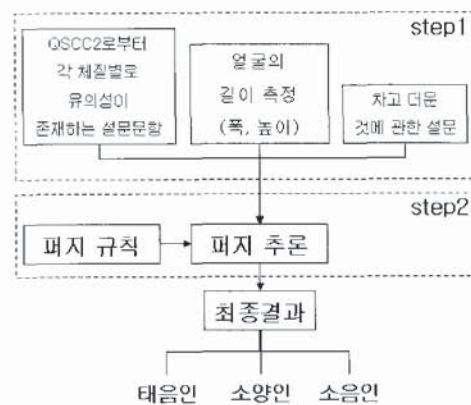 step1
QSCC2로부터
각 체질별로
유의성이
존재하는 설문문항
얼굴의
길이 측정
(폭, 높이)
차고 더운
것에 관한 설문
step2
퍼지 규칙
퍼지 추론
최종결과
태음인
소양인
소음인